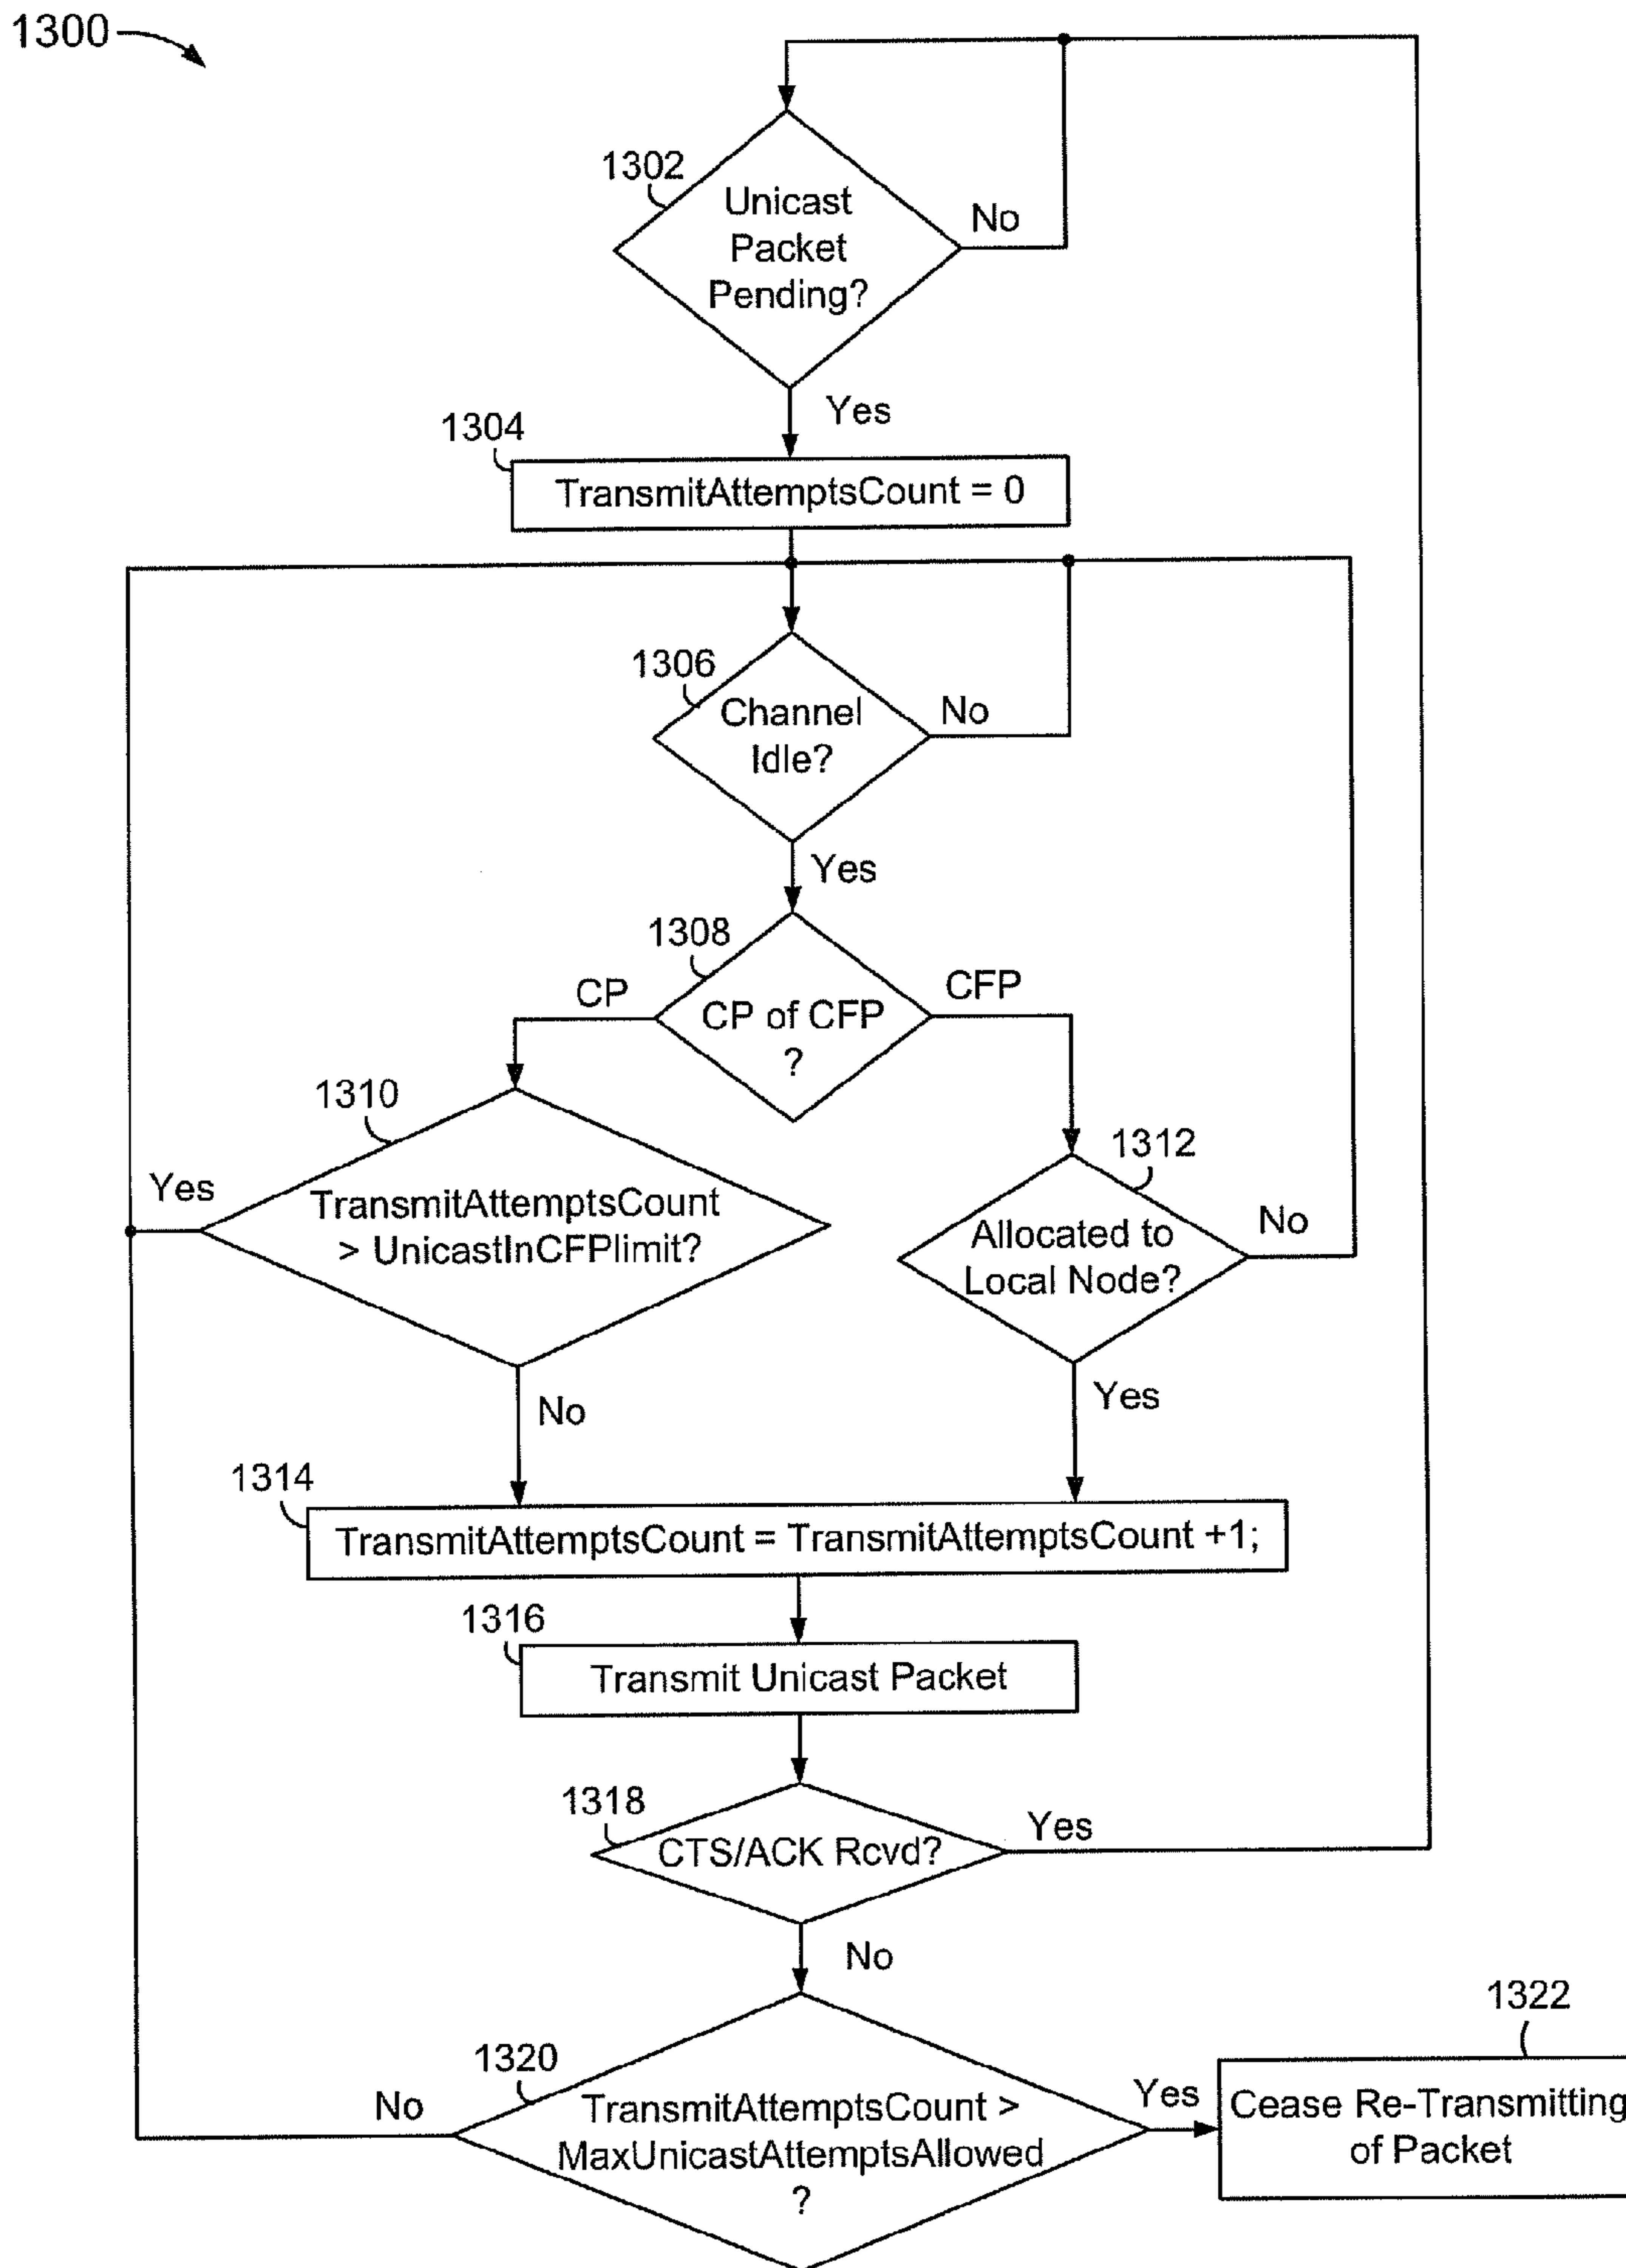 1300
1302
Unicast
Packet
Pending?
No
Yes
1304
TransmitAttemptsCount = 0
1306
Channel
Idle?
No
Yes
1308
CP
CP of CFP
?
CFP
1310
Yes
TransmitAttemptsCount
> UnicastInCFPlimit?
No
1312
Allocated to
Local Node?
No
Yes
1314
TransmitAttemptsCount = TransmitAttemptsCount +1;
1316
Transmit Unicast Packet
1318
CTS/ACK Rcvd?
Yes
No
1320
No
TransmitAttemptsCount >
MaxUnicastAttemptsAllowed
?
Yes
1322
Cease Re-Transmitting
of Packet